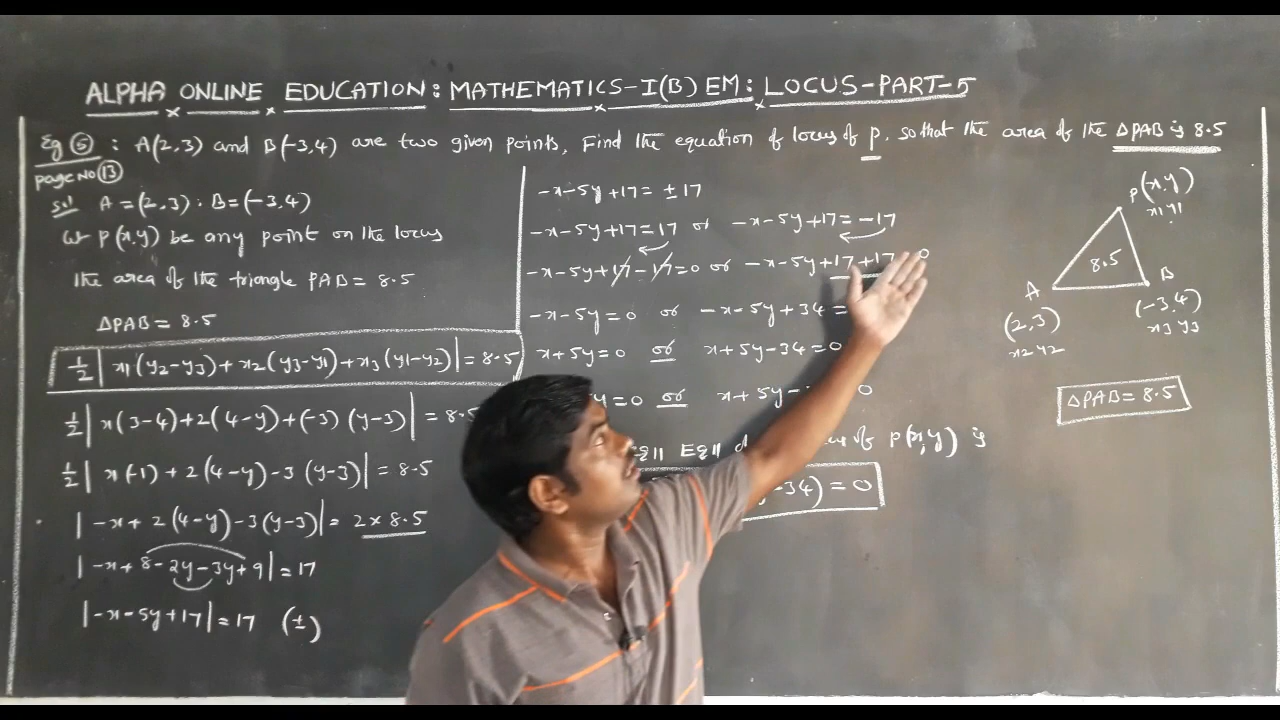 ALPHA ONLINE EDUCATION: MATHEMATICS-I(B) EM: LOCUS-PART-5
Eg 5 : A(2,3) and B(-3,4) are two given points, Find the equation of locus of P. so that the area of the ΔPAB is 8.5
page NO 13
sol A = (2,3) : B = (-3,4)
P(x,y) be any point on the locus
the area of the triangle PAB = 8.5
ΔPAB = 8.5
1/2 | x1(y2-y3)+x2(y3-y1)+x3(y1-y2)| = 8.5
1/2 | x(3-4)+2(4-y)+(-3)(y-3)| = 8.5
1/2 | x(-1)+2(4-y)-3(y-3)| = 8.5
| -x+2(4-y)-3(y-3)| = 2×8.5
| -x+8-2y-3y+9| = 17
|-x-5y+17| = 17 (±)
-x-5y+17 = ±17
-x-5y+17 = 17 or -x-5y+17 = -17
-x-5y+17-17=0 or -x-5y+17+17 0
-x-5y=0 or -x-5y+34 =
x+5y=0 or x+5y-34=0
y=0 or x+5y- 0
Eq of P(x,y) is
y-34) = 0
P(x,y)
x1 y1
8.5
A B
(2,3) (-3,4)
x2 y2 x3 y3
ΔPAB = 8.5